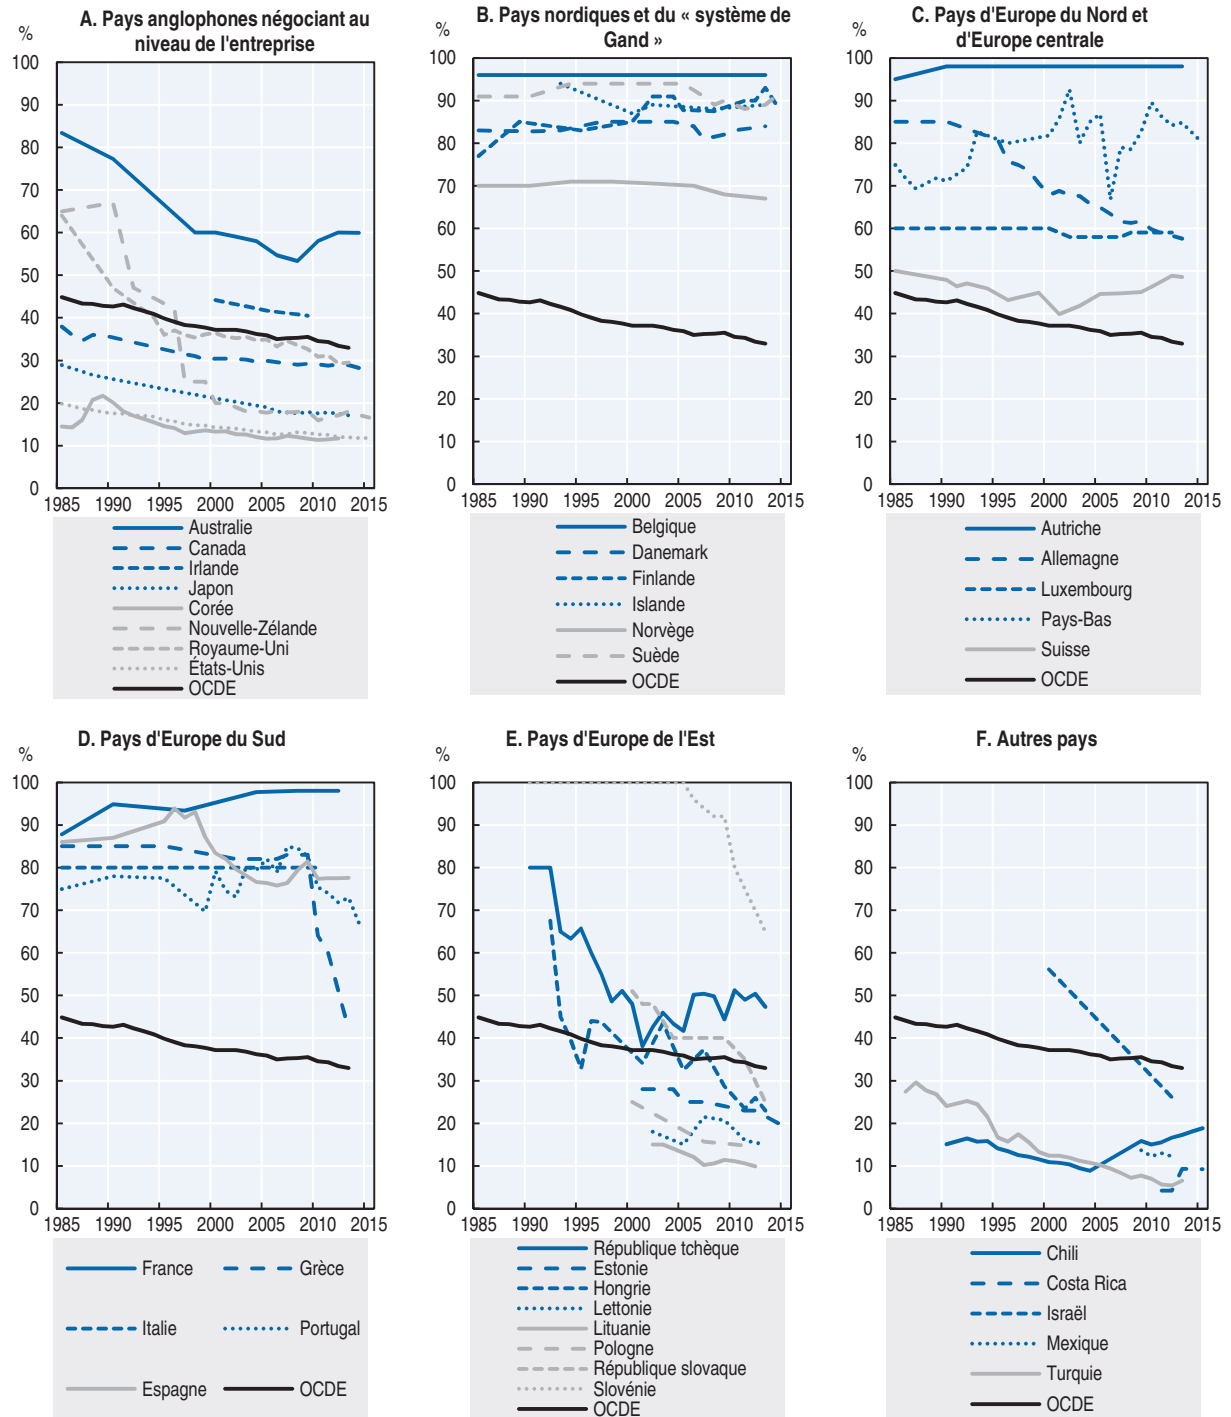 A. Pays anglophones négociant au
niveau de l'entreprise
%
100
90
80
70
60
50
40
30
20
10
0
1985 1990 1995 2000 2005 2010 2015
Australie
Canada
Irlande
Japon
Corée
Nouvelle-Zélande
Royaume-Uni
États-Unis
OCDE
B. Pays nordiques et du « système de
Gand »
%
100
90
80
70
60
50
40
30
20
10
0
1985 1990 1995 2000 2005 2010 2015
Belgique
Danemark
Finlande
Islande
Norvège
Suède
OCDE
C. Pays d'Europe du Nord et
d'Europe centrale
%
100
90
80
70
60
50
40
30
20
10
0
1985 1990 1995 2000 2005 2010 2015
Autriche
Allemagne
Luxembourg
Pays-Bas
Suisse
OCDE
D. Pays d'Europe du Sud
%
100
90
80
70
60
50
40
30
20
10
0
1985 1990 1995 2000 2005 2010 2015
France Grèce
Italie Portugal
Espagne OCDE
E. Pays d'Europe de l'Est
%
100
90
80
70
60
50
40
30
20
10
0
1985 1990 1995 2000 2005 2010 2015
République tchèque
Estonie
Hongrie
Lettonie
Lituanie
Pologne
République slovaque
Slovénie
OCDE
F. Autres pays
%
100
90
80
70
60
50
40
30
20
10
0
1985 1990 1995 2000 2005 2010 2015
Chili
Costa Rica
Israël
Mexique
Turquie
OCDE